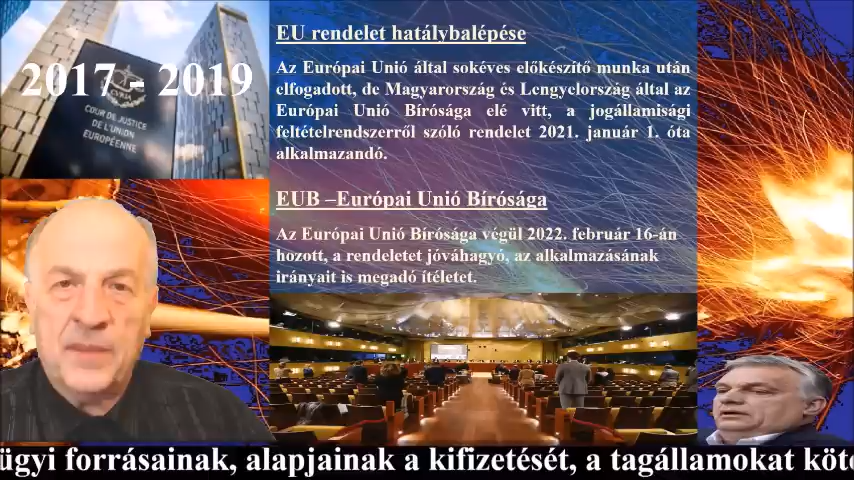 2017 - 2019
CVRIA
COUR DE JUSTICE
DE L'UNION
EUROPÉENNE
EU rendelet hatálybalépése
Az Európai Unió által sokéves előkészítő munka után
elfogadott, de Magyarország és Lengyelország által az
Európai Unió Bírósága elé vitt, a jogállamisági
feltételrendszerről szóló rendelet 2021. január 1. óta
alkalmazandó.
EUB –Európai Unió Bírósága
Az Európai Unió Bírósága végül 2022. február 16-án
hozott, a rendeletet jóváhagyó, az alkalmazásának
irányait is megadó ítéletet.
ügyi forrásainak, alapjainak a kifizetését, a tagállamokat köte